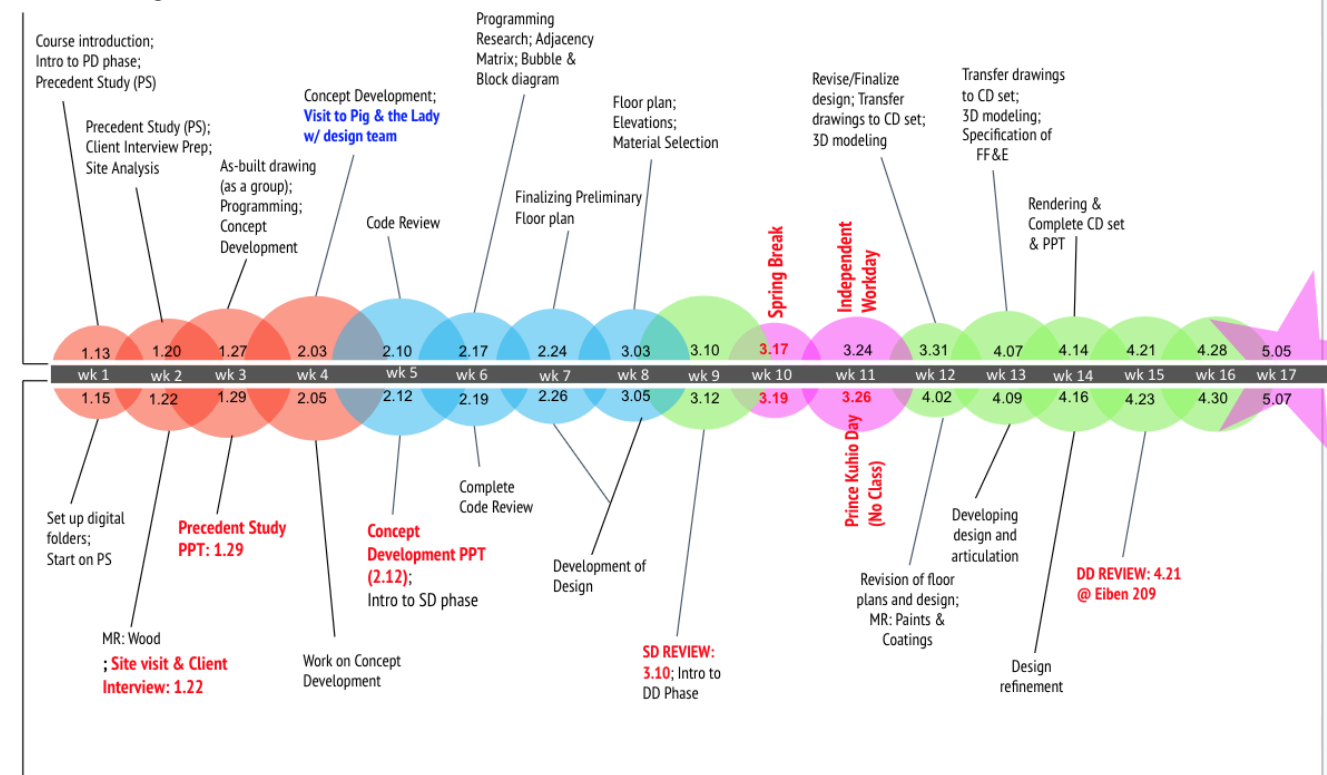 Course introduction;
Intro to PD phase;
Precedent Study (PS)
Precedent Study (PS);
Client Interview Prep;
Site Analysis
As-built drawing
(as a group);
Programming;
Concept
Development
Concept Development;
Visit to Pig & the Lady
w/ design team
Code Review
Programming
Research; Adjacency
Matrix; Bubble &
Block diagram
Finalizing Preliminary
Floor plan
Floor plan;
Elevations;
Material Selection
Spring Break
Independent
Workday
Revise/Finalize
design; Transfer
drawings to CD set;
3D modeling
Transfer drawings
to CD set;
3D modeling;
Specification of
FF&E
Rendering &
Complete CD set
& PPT
1.13 1.20 1.27 2.03 2.10 2.17 2.24 3.03 3.10 3.17 3.24 3.31 4.07 4.14 4.21 4.28 5.05
wk 1 wk 2 wk 3 wk 4 wk 5 wk 6 wk 7 wk 8 wk 9 wk 10 wk 11 wk 12 wk 13 wk 14 wk 15 wk 16 wk 17
1.15 1.22 1.29 2.05 2.12 2.19 2.26 3.05 3.12 3.19 3.26 4.02 4.09 4.16 4.23 4.30 5.07
Set up digital
folders;
Start on PS
MR: Wood
; Site visit & Client
Interview: 1.22
Precedent Study
PPT: 1.29
Work on Concept
Development
Concept
Development PPT
(2.12);
Intro to SD phase
Complete
Code Review
Development of
Design
SD REVIEW:
3.10; Intro to
DD Phase
Prince Kuhio Day
(No Class)
Revision of floor
plans and design;
MR: Paints &
Coatings
Developing
design and
articulation
Design
refinement
DD REVIEW: 4.21
@ Eiben 209